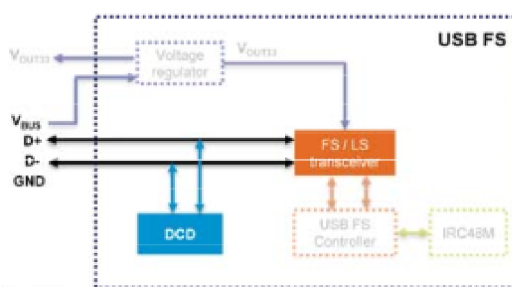 USB FS
Voltage
regulator
VOUT33
VOUT33
VBUS
D+
D-
GND
FS / LS
transceiver
DCD
USB FS
Controller
IRC48M